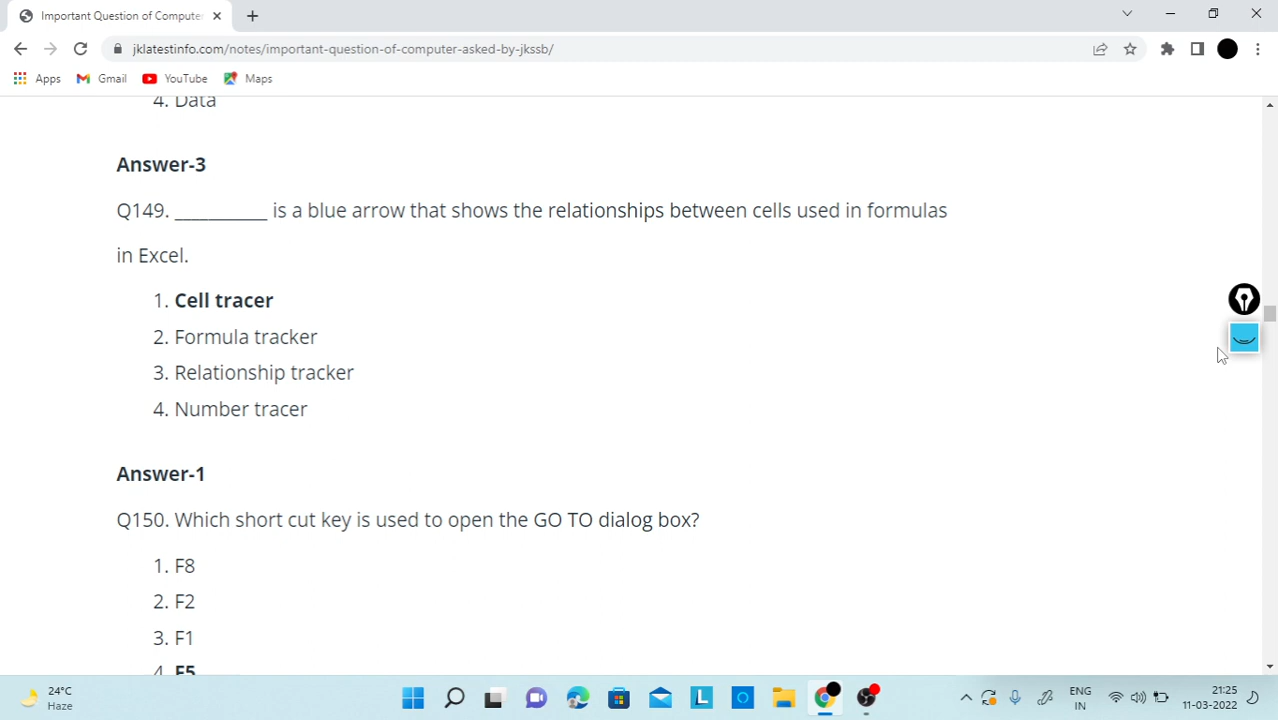 Important Question of Compute
jklatestinfo.com/notes/important-question-of-computer-asked-by-jkssb/
Apps
Gmail
YouTube
Maps
4. Data
Answer-3
Q149. ___________ is a blue arrow that shows the relationships between cells used in formulas
in Excel.
1. Cell tracer
2. Formula tracker
3. Relationship tracker
4. Number tracer
Answer-1
Q150. Which short cut key is used to open the GO TO dialog box?
1. F8
2. F2
3. F1
4. F5
24°C
Haze
L
ENG
IN
21:25
11-03-2022